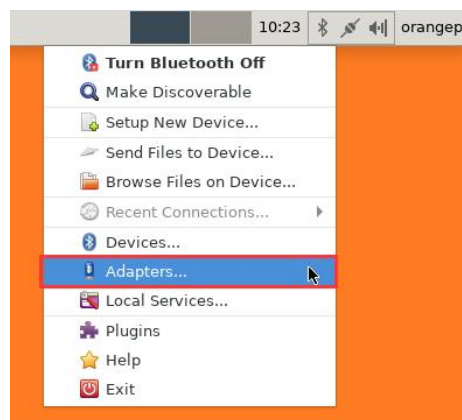 10:23 orangep
Turn Bluetooth Off
Make Discoverable
Setup New Device...
Send Files to Device...
Browse Files on Device...
Recent Connections...
Devices...
Adapters...
Local Services...
Plugins
Help
Exit